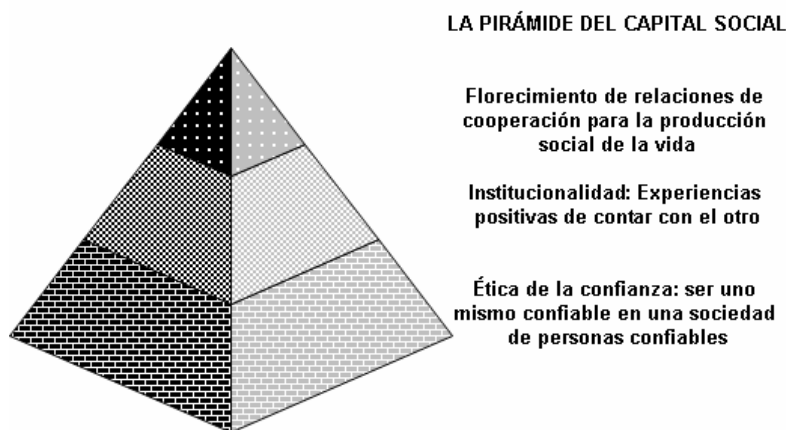 LA PIRÁMIDE DEL CAPITAL SOCIAL
Florecimiento de relaciones de
cooperación para la producción
social de la vida
Institucionalidad: Experiencias
positivas de contar con el otro
Ética de la confianza: ser uno
mismo confiable en una sociedad
de personas confiables